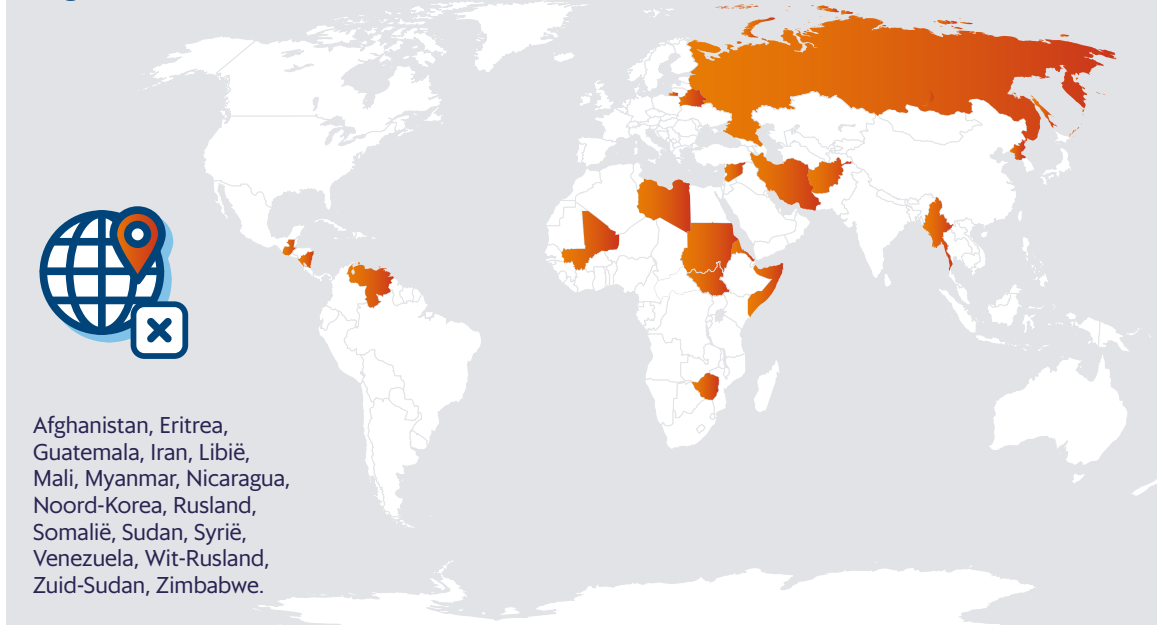 Afghanistan, Eritrea,
Guatemala, Iran, Libië,
Mali, Myanmar, Nicaragua,
Noord-Korea, Rusland,
Somalië, Sudan, Syrië,
Venezuela, Wit-Rusland,
Zuid-Sudan, Zimbabwe.